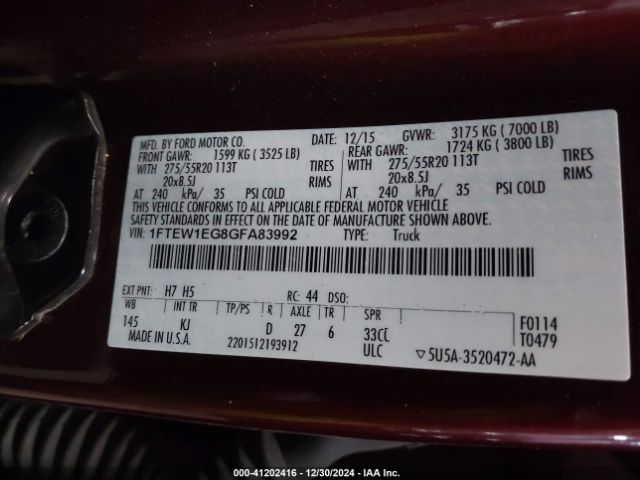 MFD. BY FORD MOTOR CO. DATE: 12/15 GVWR: 3175 KG ( 7000 LB)
FRONT GAWR: 1599 KG ( 3525 LB) REAR GAWR: 1724 KG ( 3800 LB)
WITH 275/55R20 113T TIRES WITH 275/55R20 113T TIRES
20x8.5J RIMS 20x8.5J RIMS
AT 240 kPa/ 35 PSI COLD AT 240 kPa/ 35 PSI COLD
THIS VEHICLE CONFORMS TO ALL APPLICABLE FEDERAL MOTOR VEHICLE
SAFETY STANDARDS IN EFFECT ON THE DATE OF MANUFACTURE SHOWN ABOVE.
VIN: 1FTEW1EG8GFA83992 TYPE: Truck
EXT PNT: H7 H5 RC: 44 DSO:
WB INT TR TP/PS R AXLE TR SPR F0114
145 KJ D 27 6 33CL T0479
MADE IN U.S.A. 2201512193912 ULC ▽5U5A-3520472-AA
000-41202416 - 12/30/2024 - IAA Inc.